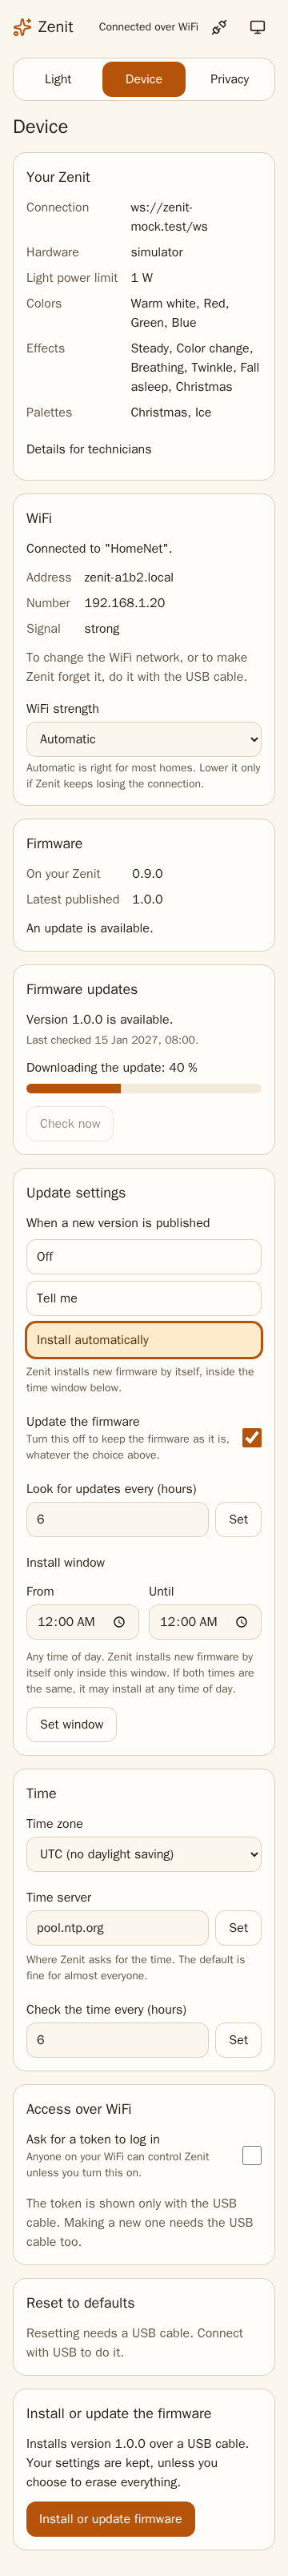 Zenit
Connected over WiFi
Light
Device
Privacy
Device
Your Zenit
Connection
ws://zenit-
mock.test/ws
Hardware
simulator
Light power limit
1 W
Colors
Warm white, Red,
Green, Blue
Effects
Steady, Color change,
Breathing, Twinkle, Fall
asleep, Christmas
Palettes
Christmas, Ice
Details for technicians
WiFi
Connected to "HomeNet".
Address
zenit-a1b2.local
Number
192.168.1.20
Signal
strong
To change the WiFi network, or to make
Zenit forget it, do it with the USB cable.
WiFi strength
Automatic
Automatic is right for most homes. Lower it only
if Zenit keeps losing the connection.
Firmware
On your Zenit
0.9.0
Latest published
1.0.0
An update is available.
Firmware updates
Version 1.0.0 is available.
Last checked 15 Jan 2027, 08:00.
Downloading the update: 40 %
Check now
Update settings
When a new version is published
Off
Tell me
Install automatically
Zenit installs new firmware by itself, inside the
time window below.
Update the firmware
Turn this off to keep the firmware as it is,
whatever the choice above.
Look for updates every (hours)
6
Set
Install window
From
Until
12:00 AM
12:00 AM
Any time of day. Zenit installs new firmware by
itself only inside this window. If both times are
the same, it may install at any time of day.
Set window
Time
Time zone
UTC (no daylight saving)
Time server
pool.ntp.org
Set
Where Zenit asks for the time. The default is
fine for almost everyone.
Check the time every (hours)
6
Set
Access over WiFi
Ask for a token to log in
Anyone on your WiFi can control Zenit
unless you turn this on.
The token is shown only with the USB
cable. Making a new one needs the USB
cable too.
Reset to defaults
Resetting needs a USB cable. Connect
with USB to do it.
Install or update the firmware
Installs version 1.0.0 over a USB cable.
Your settings are kept, unless you
choose to erase everything.
Install or update firmware